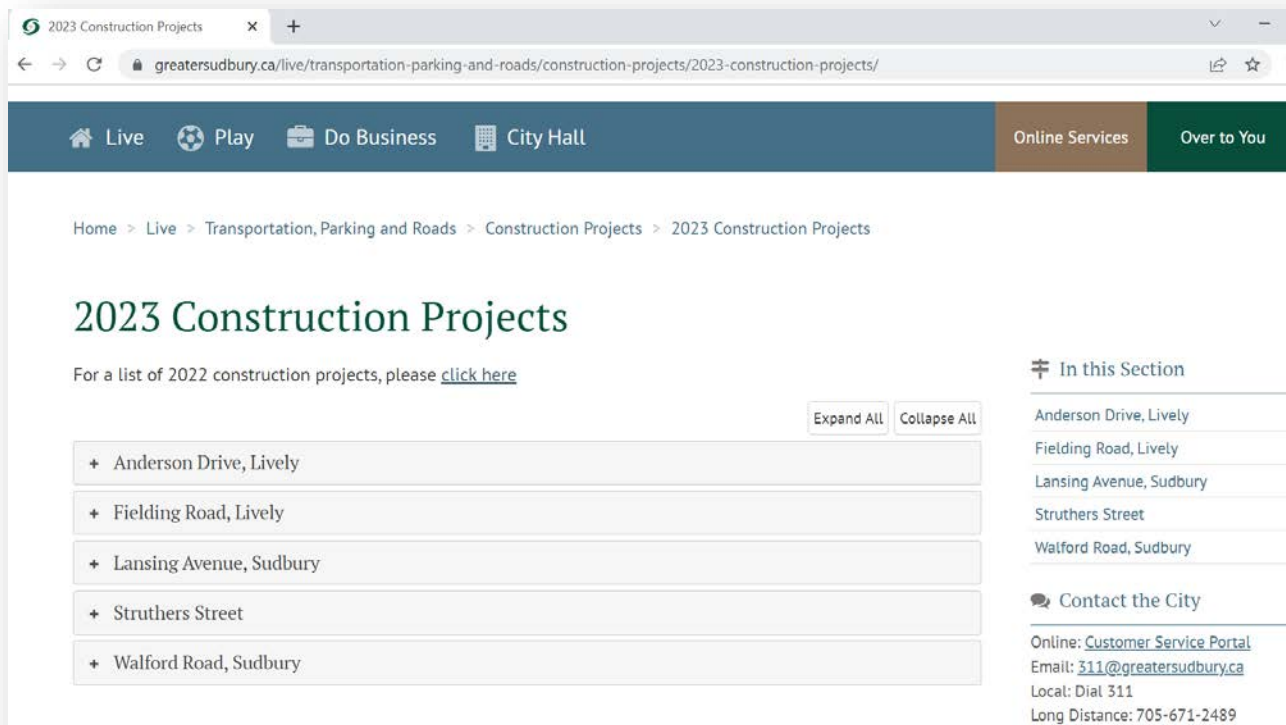 2023 Construction Projects
greatersudbury.ca/live/transportation-parking-and-roads/construction-projects/2023-construction-projects/
Live Play Do Business City Hall Online Services Over to You
Home > Live > Transportation, Parking and Roads > Construction Projects > 2023 Construction Projects
2023 Construction Projects
For a list of 2022 construction projects, please click here
Expand All Collapse All
+ Anderson Drive, Lively
+ Fielding Road, Lively
+ Lansing Avenue, Sudbury
+ Struthers Street
+ Walford Road, Sudbury
In this Section
Anderson Drive, Lively
Fielding Road, Lively
Lansing Avenue, Sudbury
Struthers Street
Walford Road, Sudbury
Contact the City
Online: Customer Service Portal
Email: 311@greatersudbury.ca
Local: Dial 311
Long Distance: 705-671-2489